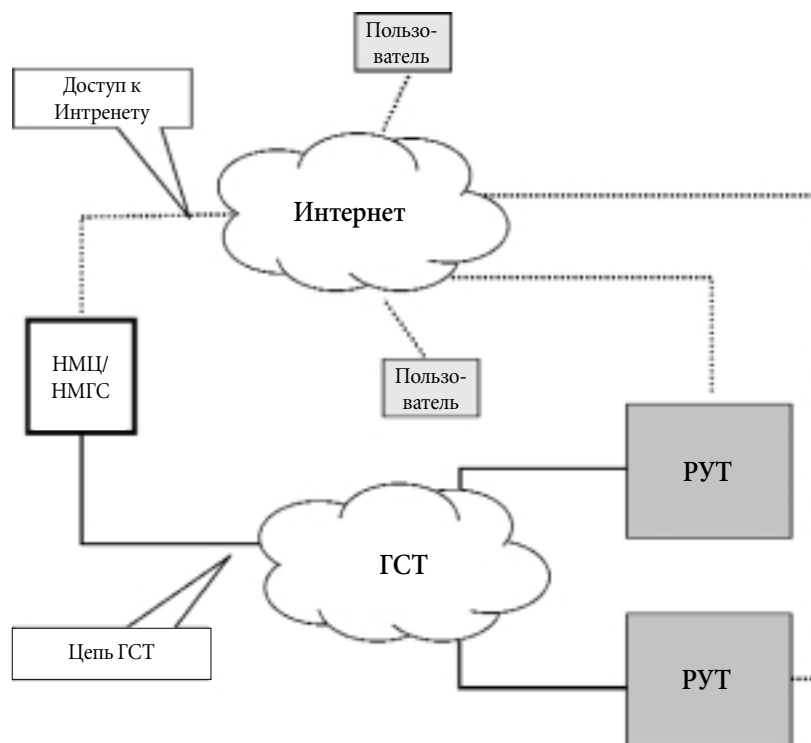 Пользо-
ватель
Доступ к
Интренету
Интернет
НМЦ/
НМГС
Пользо-
ватель
РУТ
ГСТ
Цепь ГСТ
РУТ